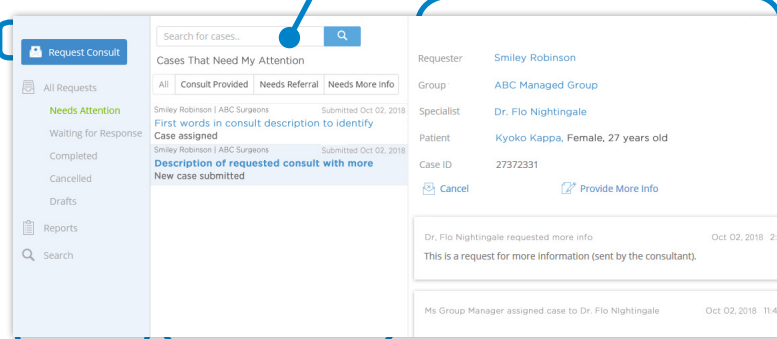 Request Consult
All Requests
Needs Attention
Waiting for Response
Completed
Cancelled
Drafts
Reports
Search
Search for cases..
Cases That Need My Attention
All Consult Provided Needs Referral Needs More Info
Smiley Robinson | ABC Surgeons Submitted Oct 02, 2018
First words in consult description to identify
Case assigned
Smiley Robinson | ABC Surgeons Submitted Oct 02, 2018
Description of requested consult with more
New case submitted
Requester Smiley Robinson
Group ABC Managed Group
Specialist Dr. Flo Nightingale
Patient Kyoko Kappa, Female, 27 years old
Case ID 27372331
Cancel Provide More Info
Dr, Flo Nightingale requested more info Oct 02, 2018 2:
This is a request for more information (sent by the consultant).
Ms Group Manager assigned case to Dr. Flo Nightingale Oct 02, 2018 11:4